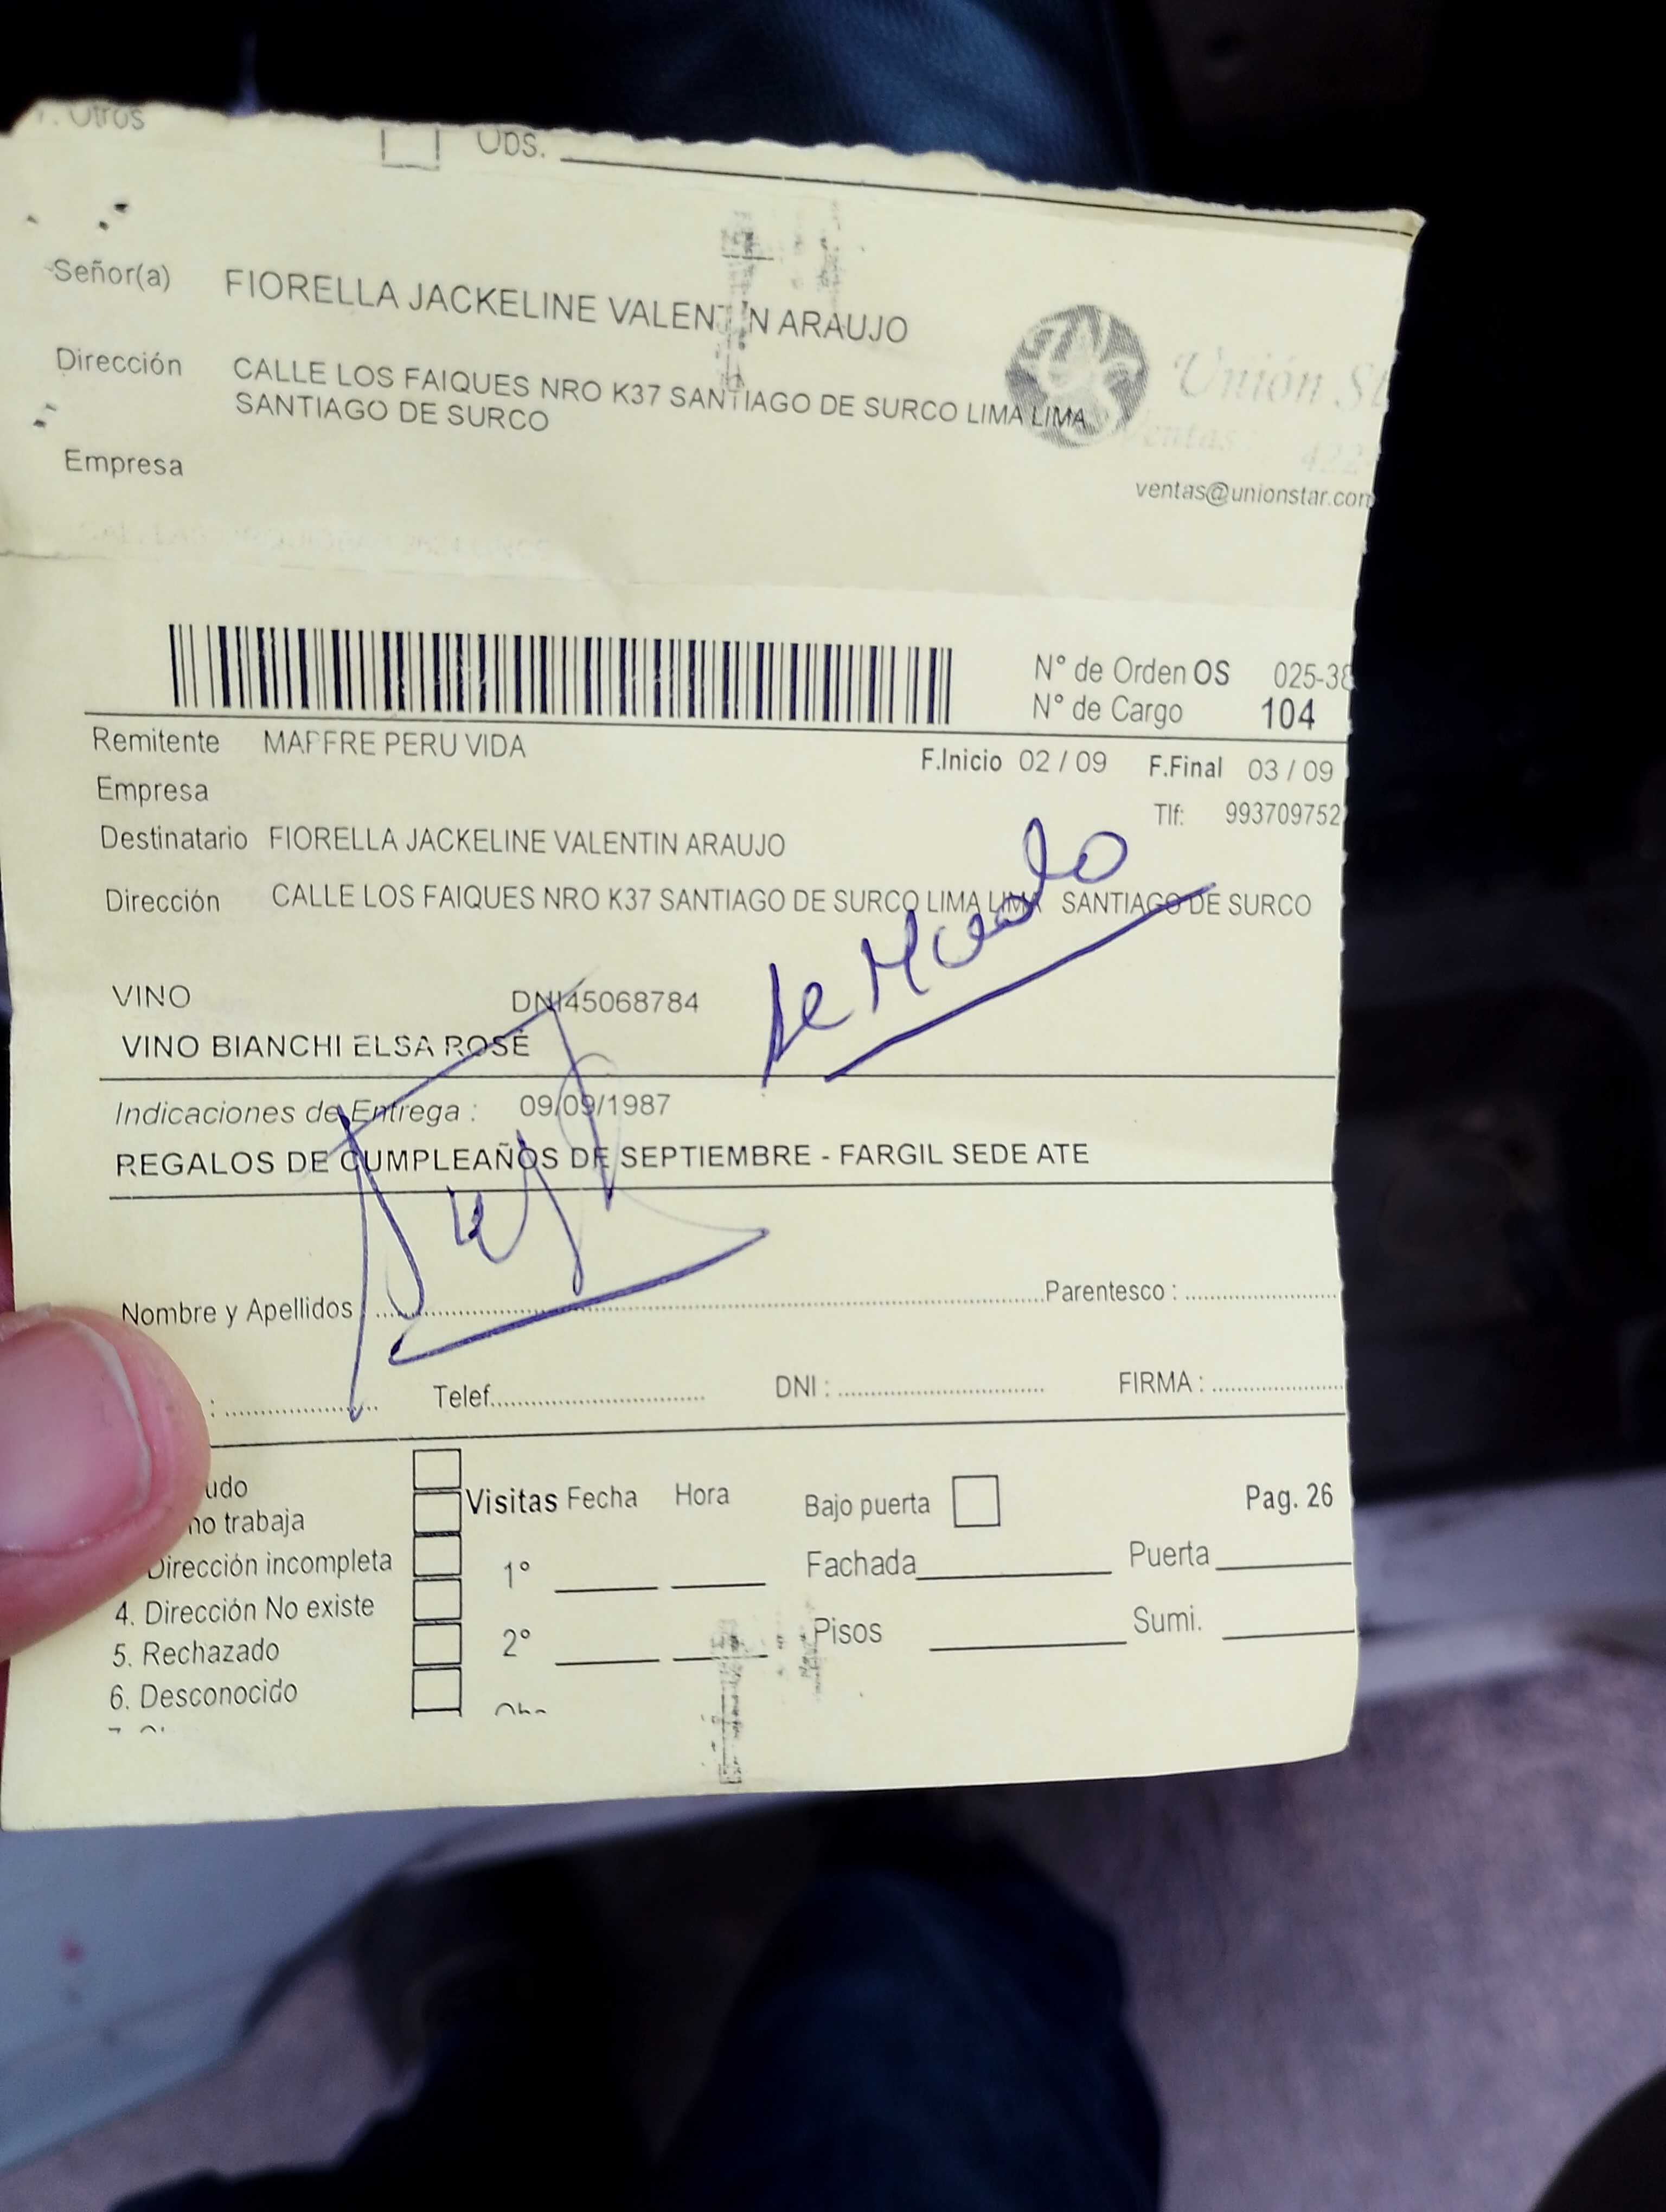 7. Otros
Obs.
Señor(a) FIORELLA JACKELINE VALENTIN ARAUJO
Dirección CALLE LOS FAIQUES NRO K37 SANTIAGO DE SURCO LIMA LIMA
SANTIAGO DE SURCO
Unión St
Ventas: 422-
Empresa
ventas@unionstar.com
N° de Orden OS 025-38
N° de Cargo 104
Remitente MAPFRE PERU VIDA
F.Inicio 02 / 09 F.Final 03 / 09
Empresa
Tlf: 993709752
Destinatario FIORELLA JACKELINE VALENTIN ARAUJO
Dirección CALLE LOS FAIQUES NRO K37 SANTIAGO DE SURCO LIMA LIMA SANTIAGO DE SURCO
VINO DNI45068784
VINO BIANCHI ELSA ROSÉ
Indicaciones de Entrega : 09/09/1987
REGALOS DE CUMPLEAÑOS DE SEPTIEMBRE - FARGIL SEDE ATE
Nombre y Apellidos Parentesco :
: Telef. DNI : FIRMA :
udo
no trabaja
Dirección incompleta
4. Dirección No existe
5. Rechazado
6. Desconocido
Visitas Fecha Hora
1°
2°
Bajo puerta Pag. 26
Fachada Puerta
Pisos Sumi.